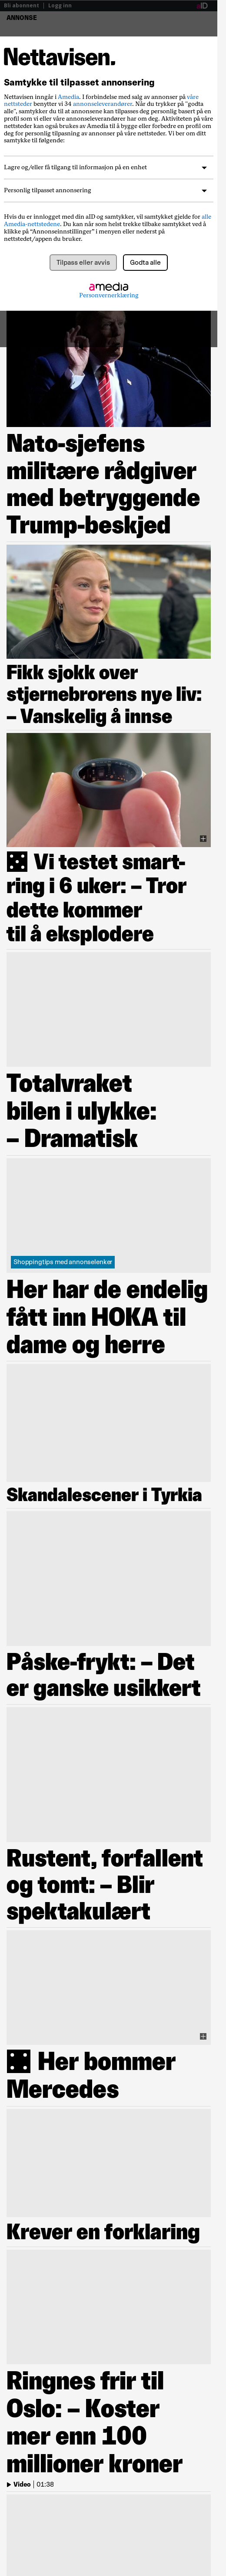 Bli abonnent | Logg inn
aID
ANNONSE
Nettavisen.
Samtykke til tilpasset annonsering
Nettavisen inngår i Amedia. I forbindelse med salg av annonser på våre
nettsteder benytter vi 34 annonseleverandører. Når du trykker på "godta
alle", samtykker du til at annonsene kan tilpasses deg personlig basert på en
profil som vi eller våre annonseleverandører har om deg. Aktiviteten på våre
nettsteder kan også brukes av Amedia til å bygge eller forbedre en profil om
deg for personlig tilpasning av annonser på våre nettsted. Vi ber om ditt
samtykke til følgende:
Lagre og/eller få tilgang til informasjon på en enhet
Personlig tilpasset annonsering
Hvis du er innlogget med din aID og samtykker, vil samtykket gjelde for alle
Amedia-nettstedene. Du kan når som helst trekke tilbake samtykket ved å
klikke på "Annonseinnstillinger" i menyen eller nederst på
nettstedet/appen du bruker.
Tilpass eller avvis
Godta alle
amedia
Personvernerklæring
Nato-sjefens
militære rådgiver
med betryggende
Trump-beskjed
Fikk sjokk over
stjernebrorens nye liv:
– Vanskelig å innse
Vi testet smart-
ring i 6 uker: – Tror
dette kommer
til å eksplodere
Totalvraket
bilen i ulykke:
– Dramatisk
Shoppingtips med annonselenker
Her har de endelig
fått inn HOKA til
dame og herre
Skandalescener i Tyrkia
Påske-frykt: – Det
er ganske usikkert
Rustent, forfallent
og tomt: – Blir
spektakulært
Her bommer
Mercedes
Krever en forklaring
Ringnes frir til
Oslo: – Koster
mer enn 100
millioner kroner
Video | 01:38